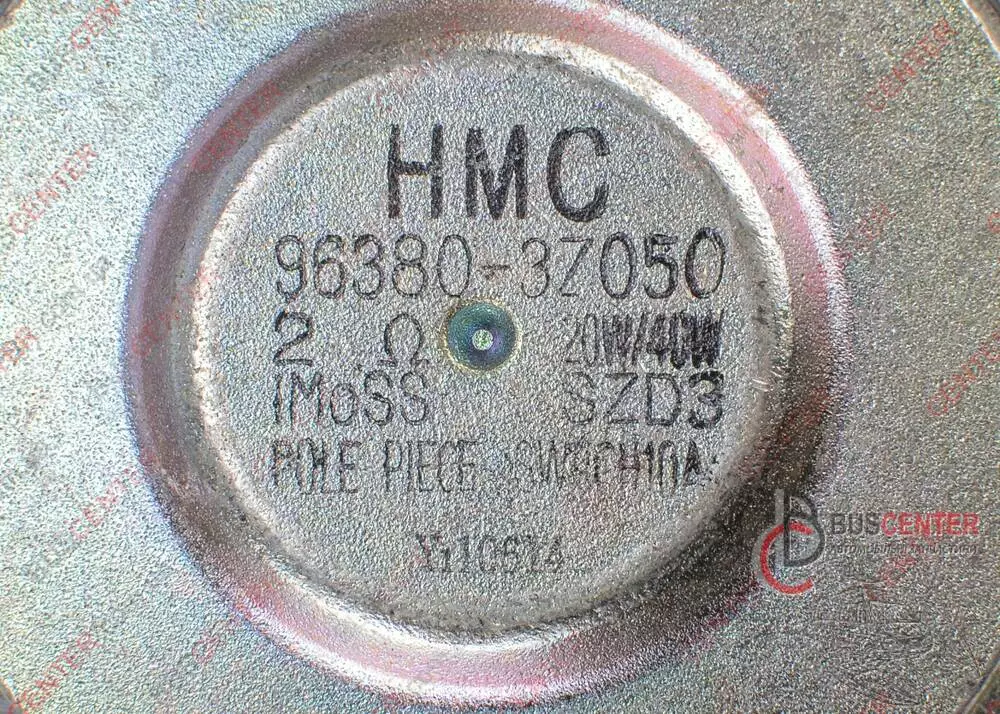 HMC
96380-3Z050
2 Ω 20W/40W
IMoSS SZD3
POLE PIECE
BUSCENTER